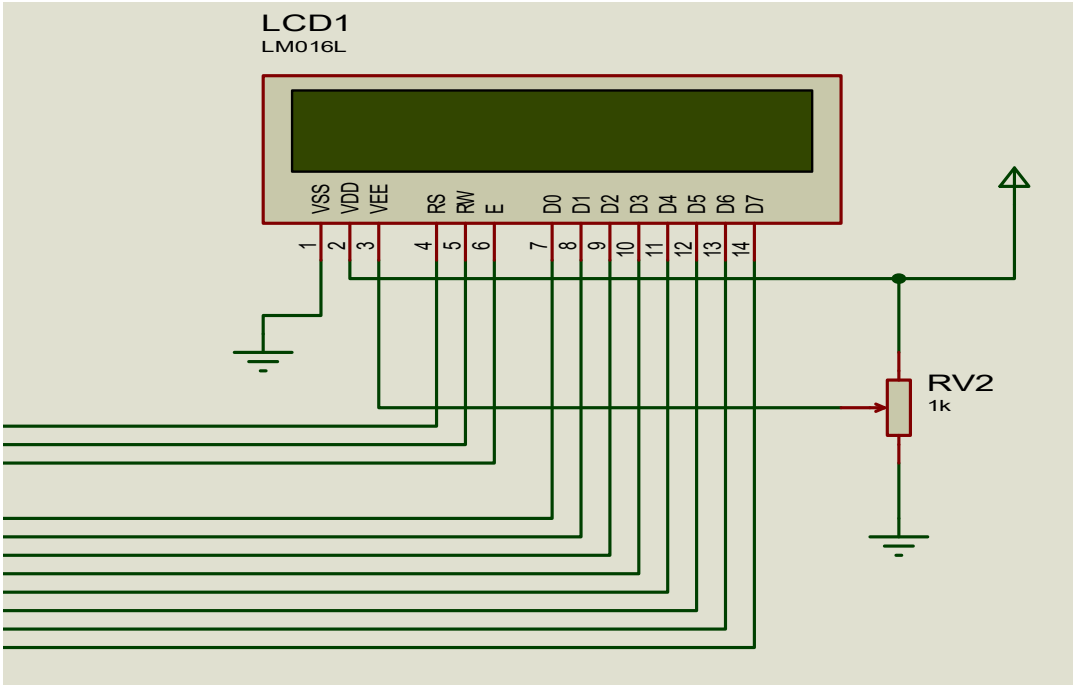 LCD1
LM016L
VSS VDD VEE RS RW E D0 D1 D2 D3 D4 D5 D6 D7
1 2 3 4 5 6 7 8 9 10 11 12 13 14
RV2
1k